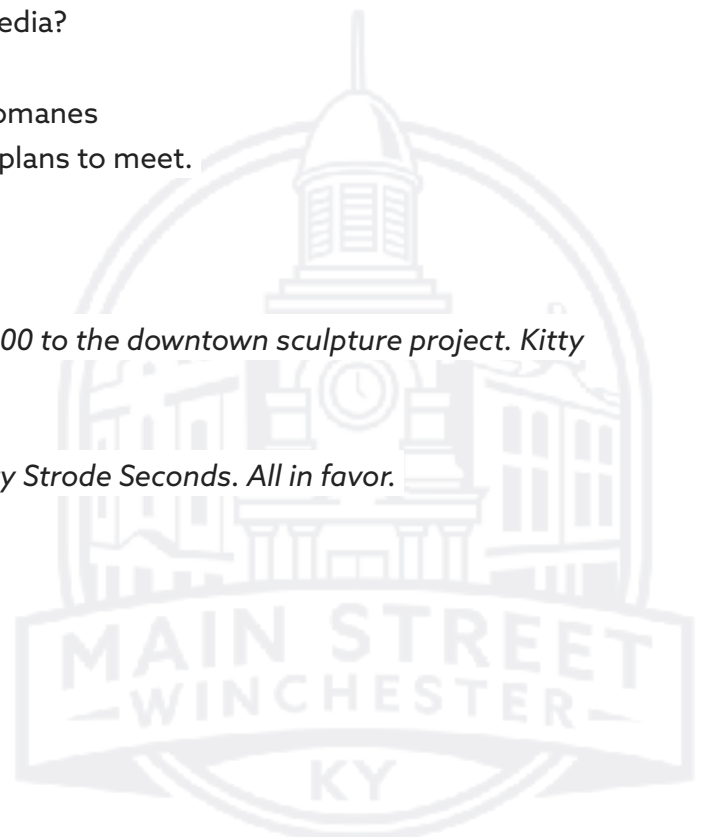 edia?
omanes
plans to meet.
00 to the downtown sculpture project. Kitty
y Strode Seconds. All in favor.
MAIN STREET
WINCHESTER
KY